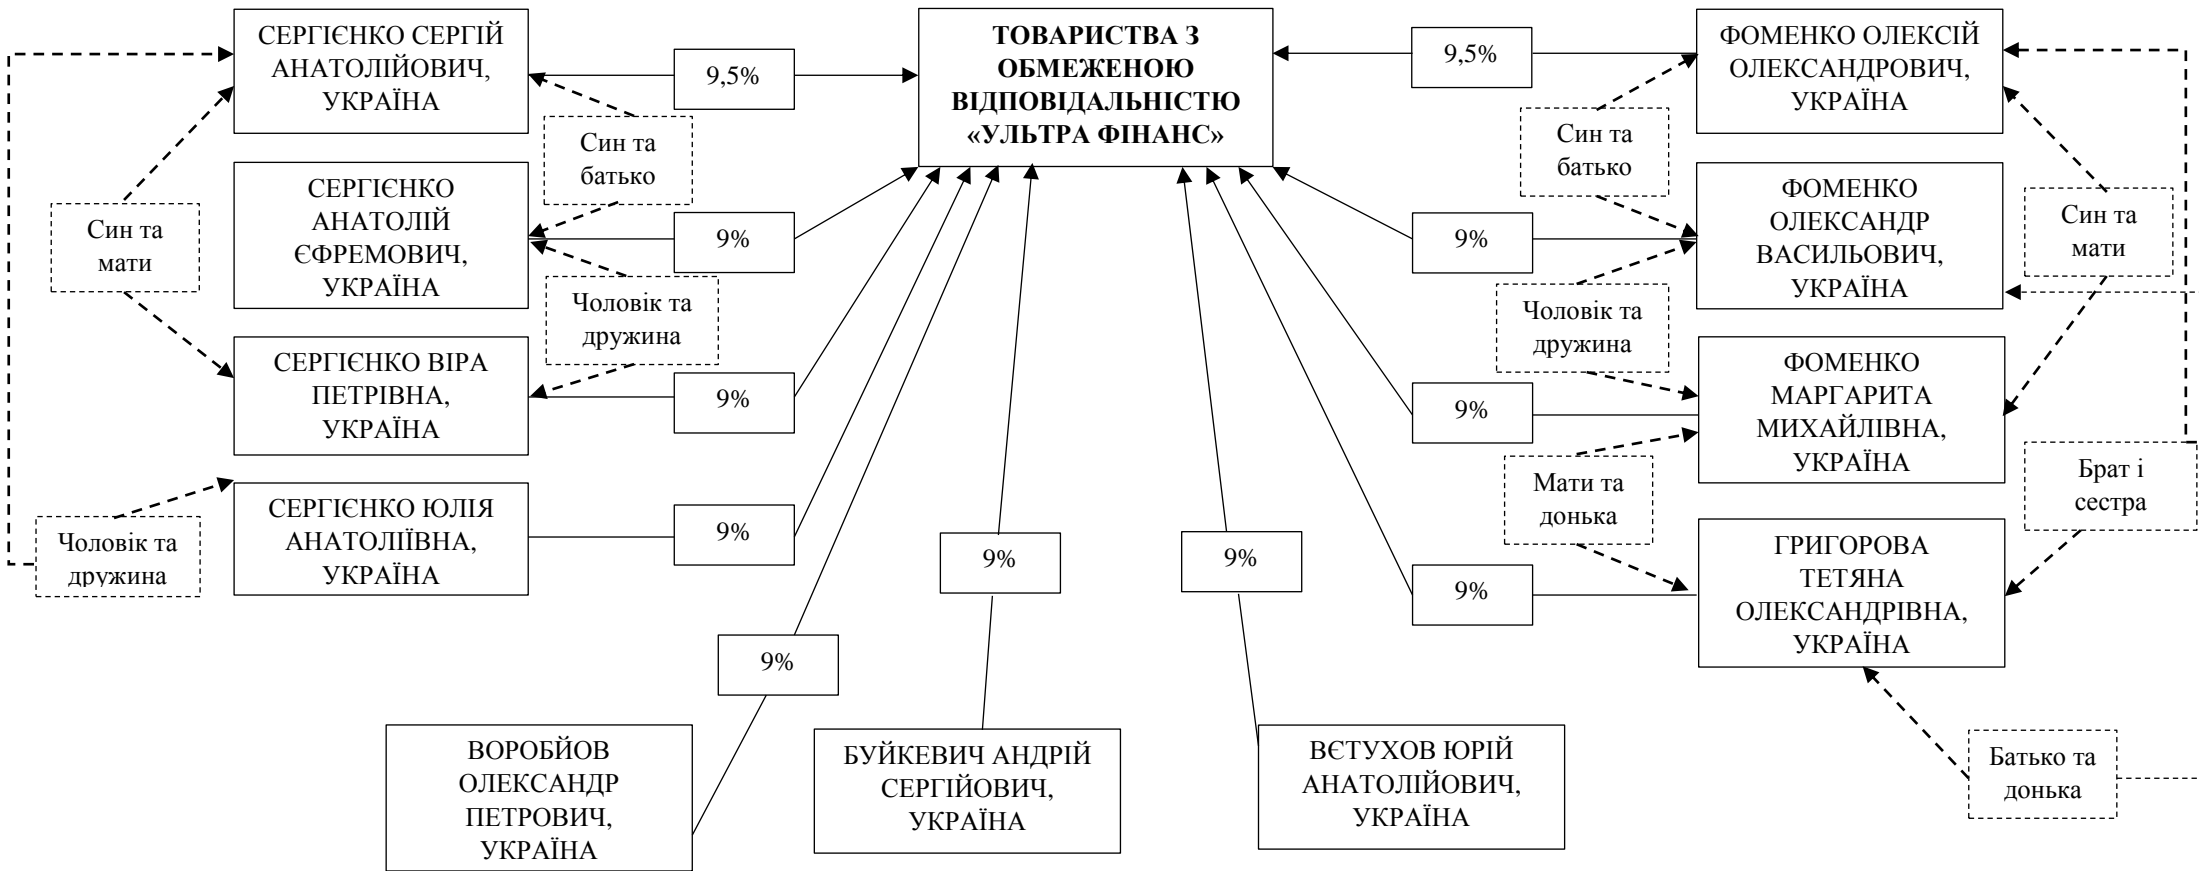 СЕРГІЄНКО СЕРГІЙ
АНАТОЛІЙОВИЧ,
УКРАЇНА
9,5%
ТОВАРИСТВА З
ОБМЕЖЕНОЮ
ВІДПОВІДАЛЬНІСТЮ
«УЛЬТРА ФІНАНС»
9,5%
ФОМЕНКО ОЛЕКСІЙ
ОЛЕКСАНДРОВИЧ,
УКРАЇНА
Син та
батько
Син та
батько
СЕРГІЄНКО
АНАТОЛІЙ
ЄФРЕМОВИЧ,
УКРАЇНА
9%
9%
ФОМЕНКО
ОЛЕКСАНДР
ВАСИЛЬОВИЧ,
УКРАЇНА
Син та
мати
Син та
мати
Чоловік та
дружина
Чоловік та
дружина
СЕРГІЄНКО ВІРА
ПЕТРІВНА,
УКРАЇНА
9%
9%
ФОМЕНКО
МАРГАРИТА
МИХАЙЛІВНА,
УКРАЇНА
Чоловік та
дружина
СЕРГІЄНКО ЮЛІЯ
АНАТОЛІЇВНА,
УКРАЇНА
9%
9%
9%
Мати та
донька
Брат і
сестра
9%
ГРИГОРОВА
ТЕТЯНА
ОЛЕКСАНДРІВНА,
УКРАЇНА
9%
ВОРОБЙОВ
ОЛЕКСАНДР
ПЕТРОВИЧ,
УКРАЇНА
БУЙКЕВИЧ АНДРІЙ
СЕРГІЙОВИЧ,
УКРАЇНА
ВЄТУХОВ ЮРІЙ
АНАТОЛІЙОВИЧ,
УКРАЇНА
Батько та
донька